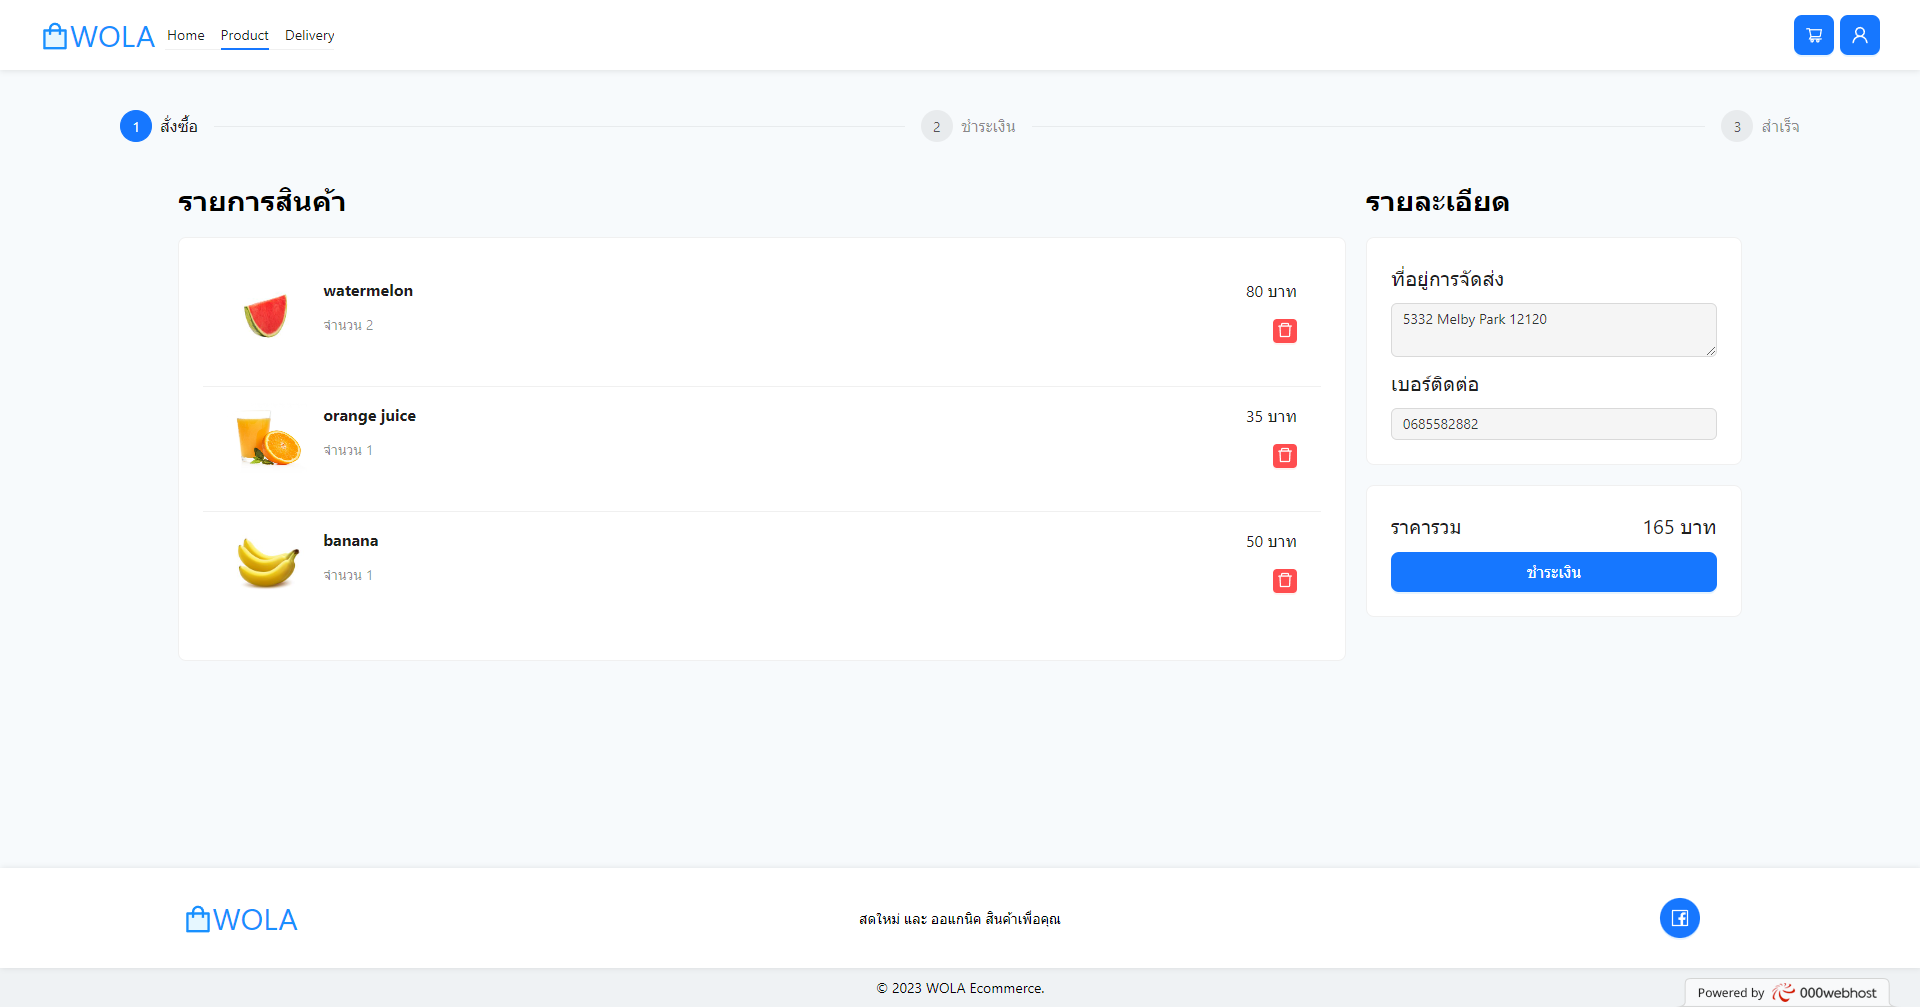 WOLA Home Product Delivery
1 สั่งซื้อ 2 ชำระเงิน 3 สำเร็จ
รายการสินค้า
watermelon 80 บาท
จำนวน 2
orange juice 35 บาท
จำนวน 1
banana 50 บาท
จำนวน 1
รายละเอียด
ที่อยู่การจัดส่ง
5332 Melby Park 12120
เบอร์ติดต่อ
0685582882
ราคารวม 165 บาท
ชำระเงิน
WOLA
สดใหม่ และ ออแกนิค สินค้าเพื่อคุณ
© 2023 WOLA Ecommerce.
Powered by 000webhost